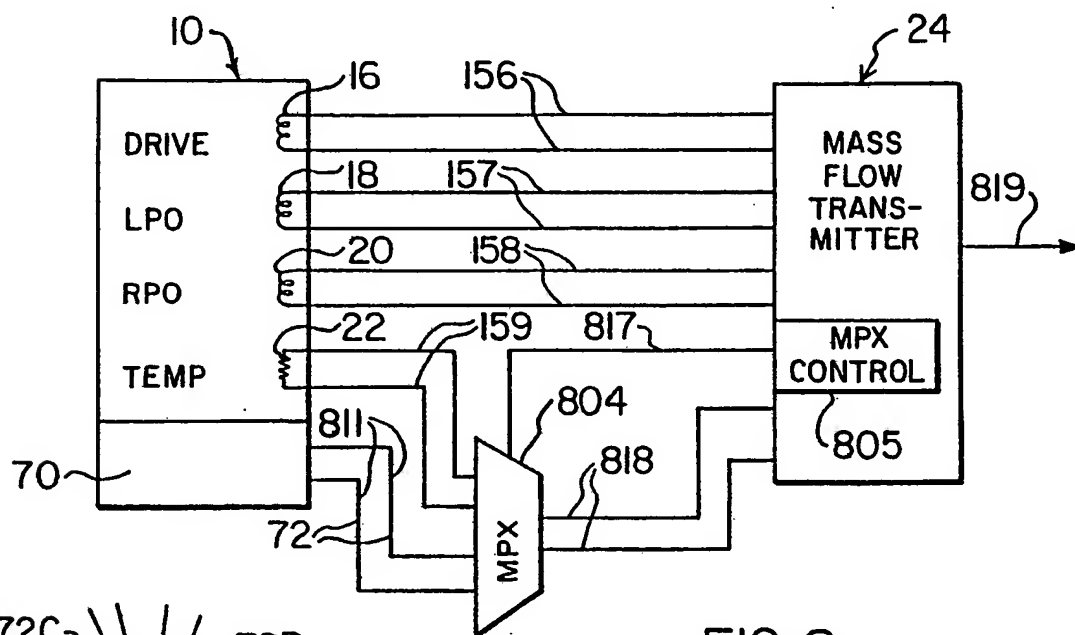 10
24
16
156
DRIVE
MASS
FLOW
TRANS-
MITTER
18
157
819
LPO
20
158
RPO
22
159
817
MPX
CONTROL
TEMP
804
811
805
70
818
72
MPX
72C